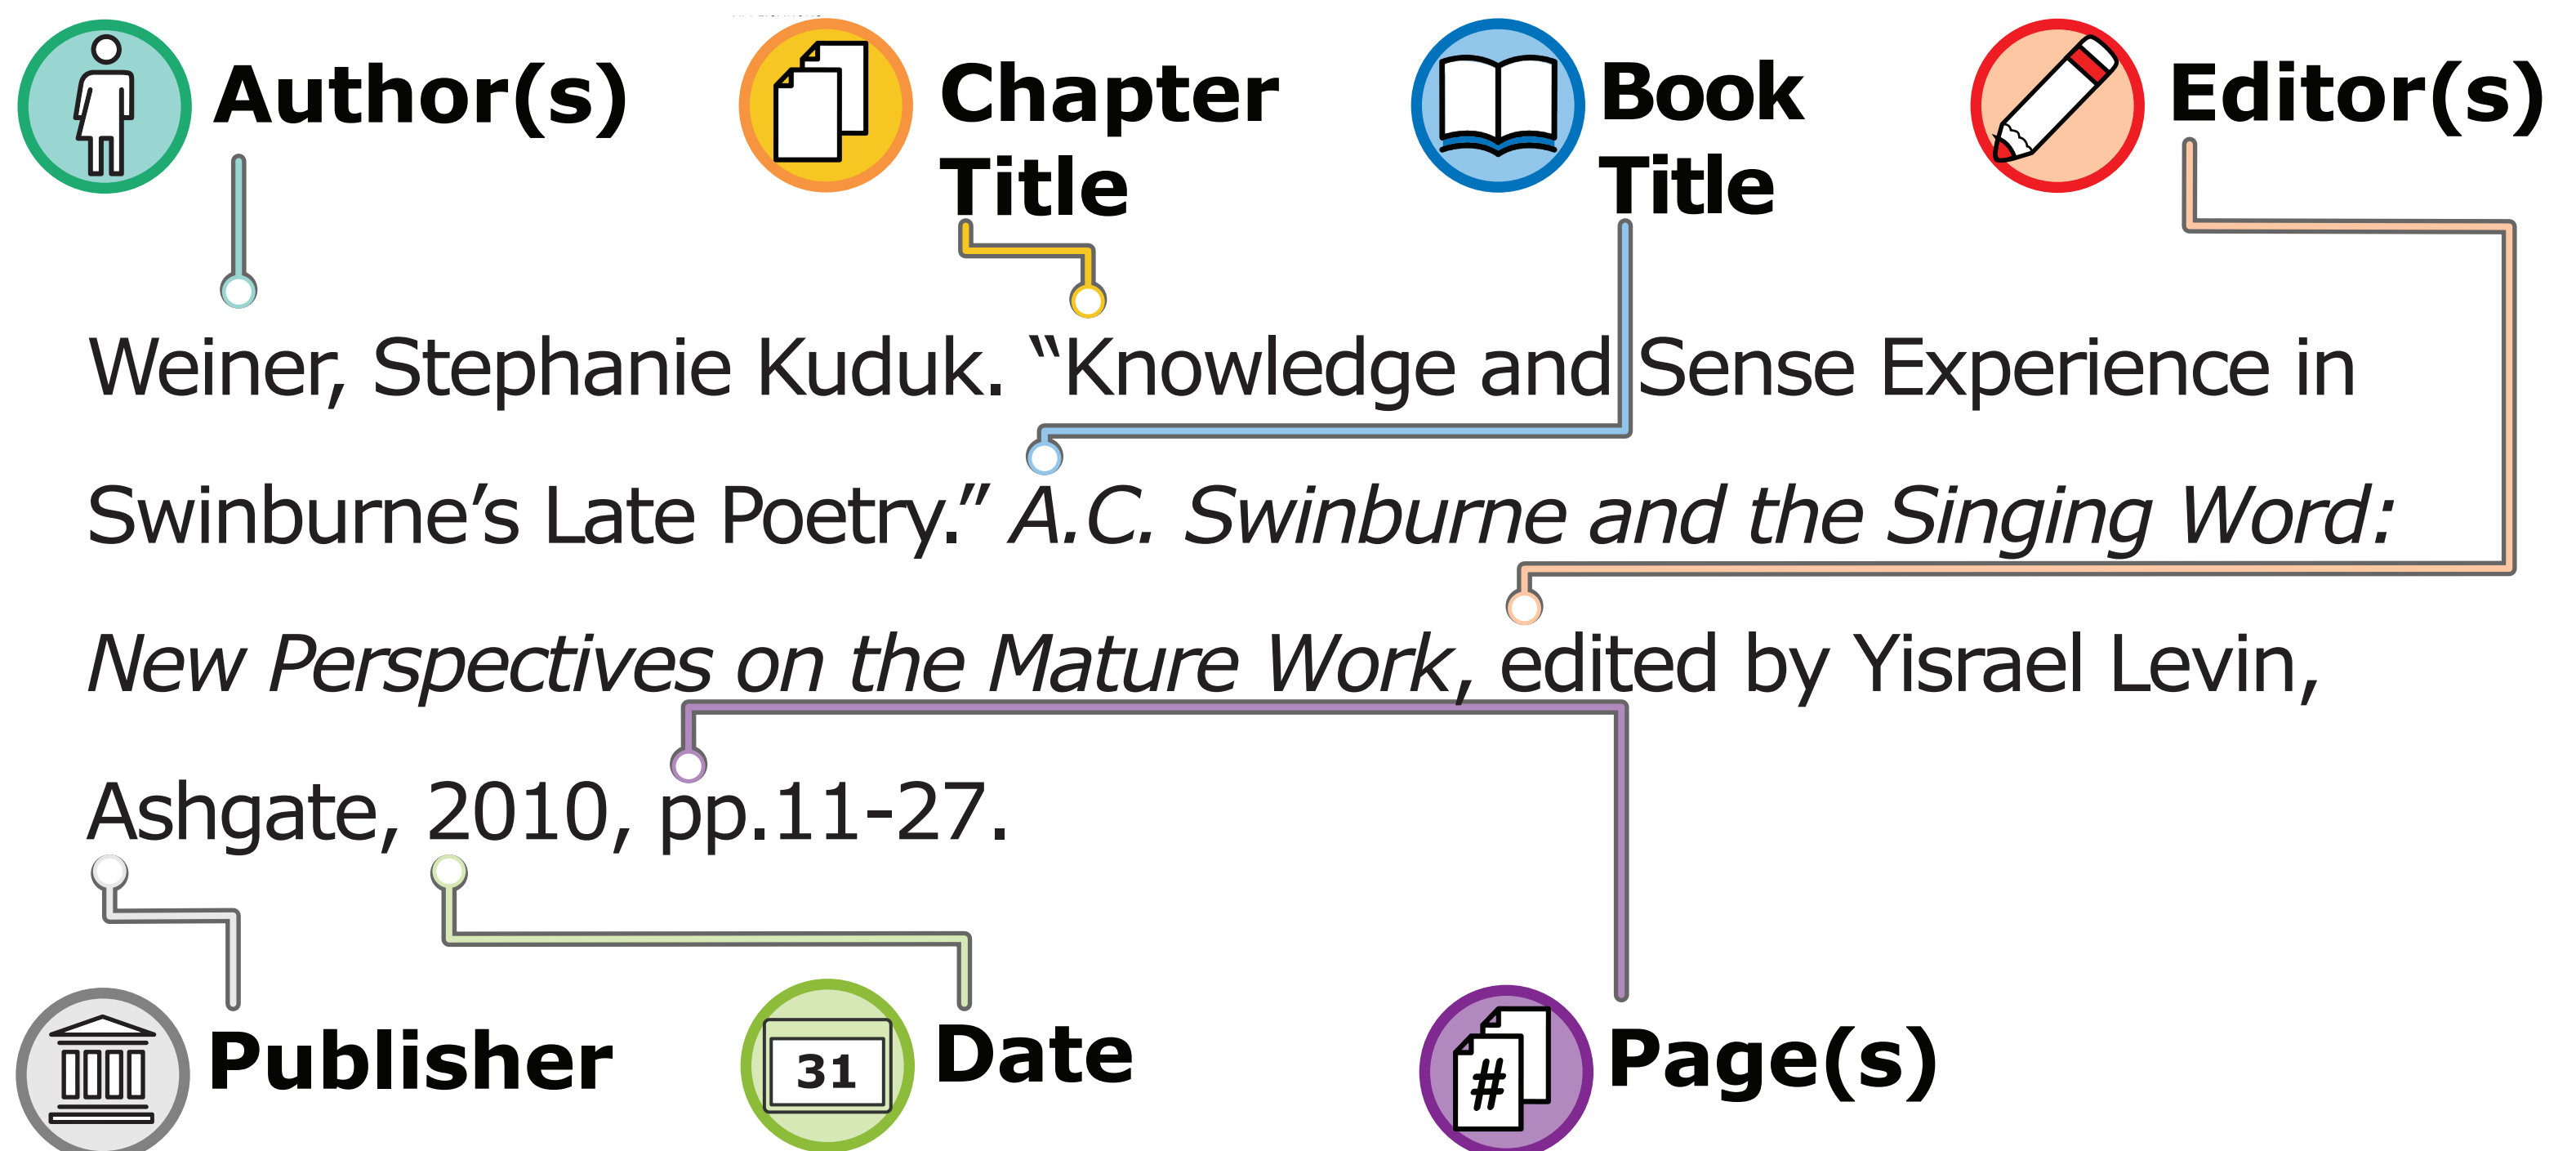 Author(s)
Chapter
Title
Book
Title
Editor(s)
Weiner, Stephanie Kuduk. “Knowledge and Sense Experience in
Swinburne’s Late Poetry.” A.C. Swinburne and the Singing Word:
New Perspectives on the Mature Work, edited by Yisrael Levin,
Ashgate, 2010, pp.11-27.
Publisher
31
Date
#
Page(s)